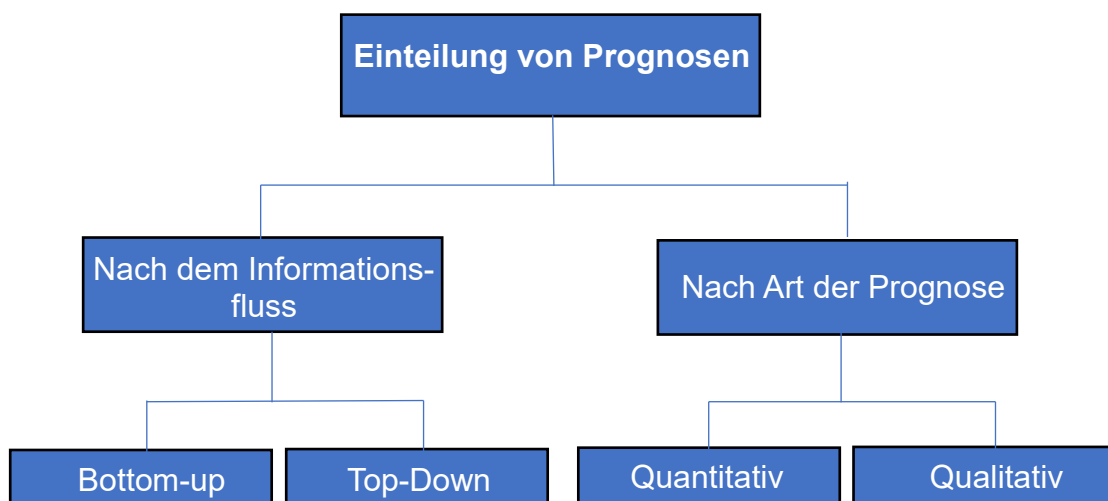 Einteilung von Prognosen
Nach dem Informations-
fluss
Nach Art der Prognose
Bottom-up
Top-Down
Quantitativ
Qualitativ